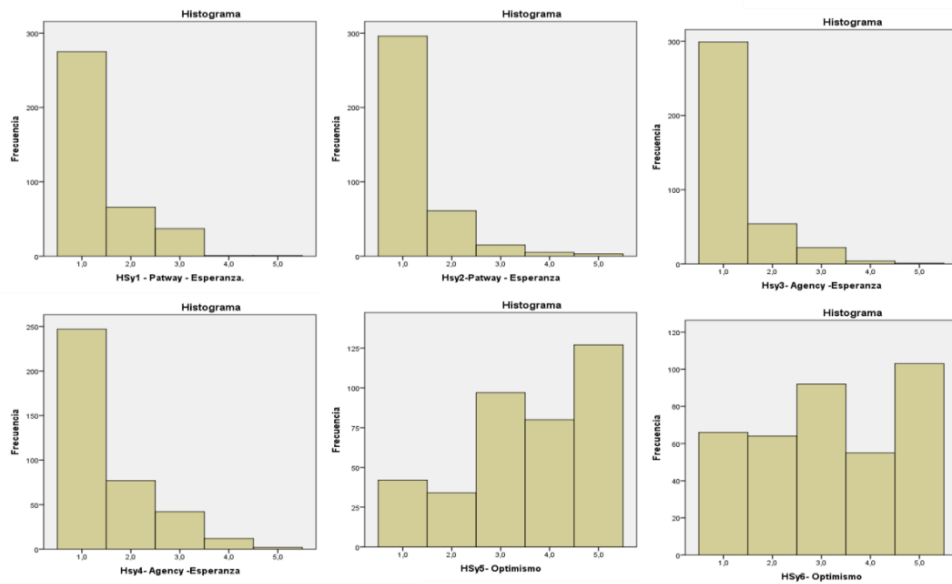 Histograma
300
200
100
0
Frecuencia
1,0 2,0 3,0 4,0 5,0
HSy1 - Patway - Esperanza.
Histograma
300
200
100
0
Frecuencia
1,0 2,0 3,0 4,0 5,0
Hsy2-Patway - Esperanza
Histograma
300
200
100
0
Frecuencia
1,0 2,0 3,0 4,0 5,0
Hsy3- Agency -Esperanza
Histograma
250
200
150
100
50
0
Frecuencia
1,0 2,0 3,0 4,0 5,0
Hsy4- Agency -Esperanza
Histograma
125
100
75
50
25
0
Frecuencia
1,0 2,0 3,0 4,0 5,0
HSy5- Optimismo
Histograma
120
100
80
60
40
20
0
Frecuencia
1,0 2,0 3,0 4,0 5,0
HSy6- Optimismo